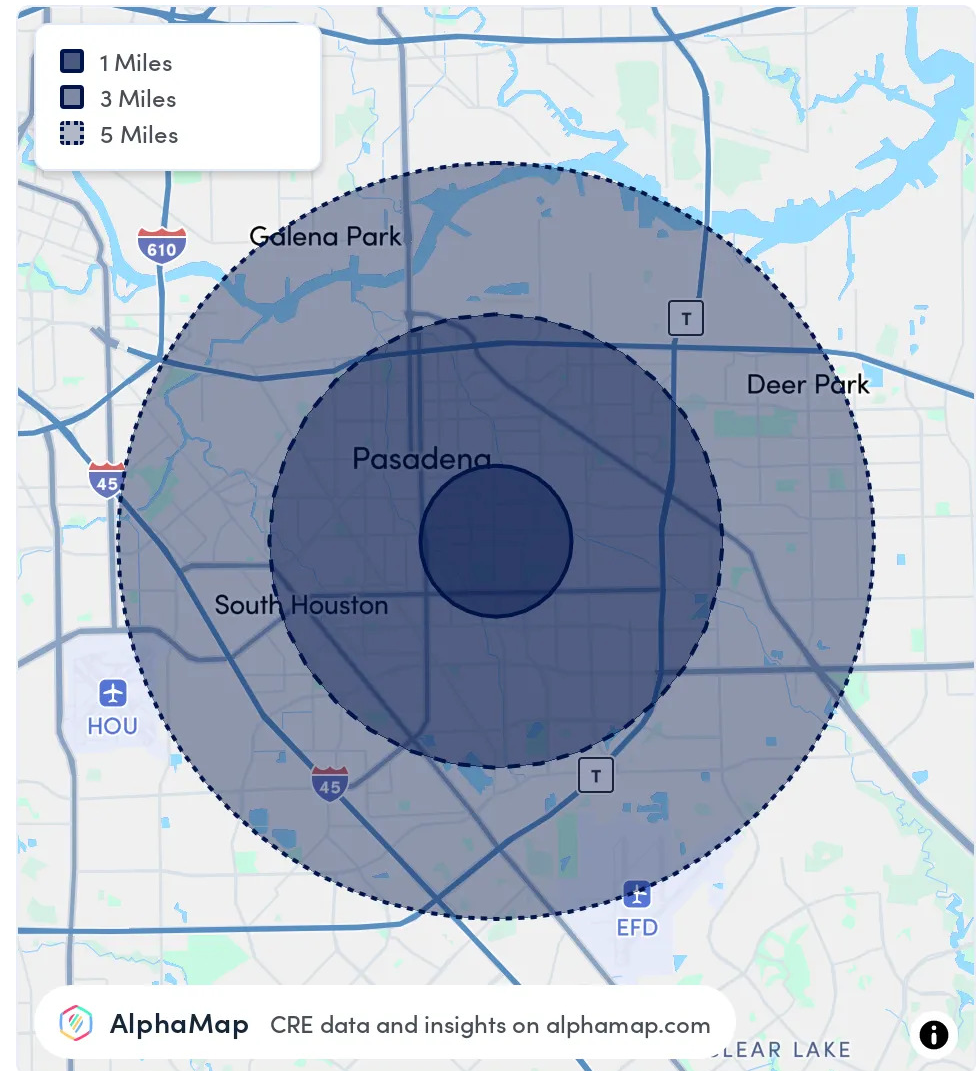 1 Miles
3 Miles
5 Miles
610
Galena Park
T
Deer Park
Pasadena
45
South Houston
HOU
45
T
EFD
AlphaMap CRE data and insights on alphamap.com
CLEAR LAKE